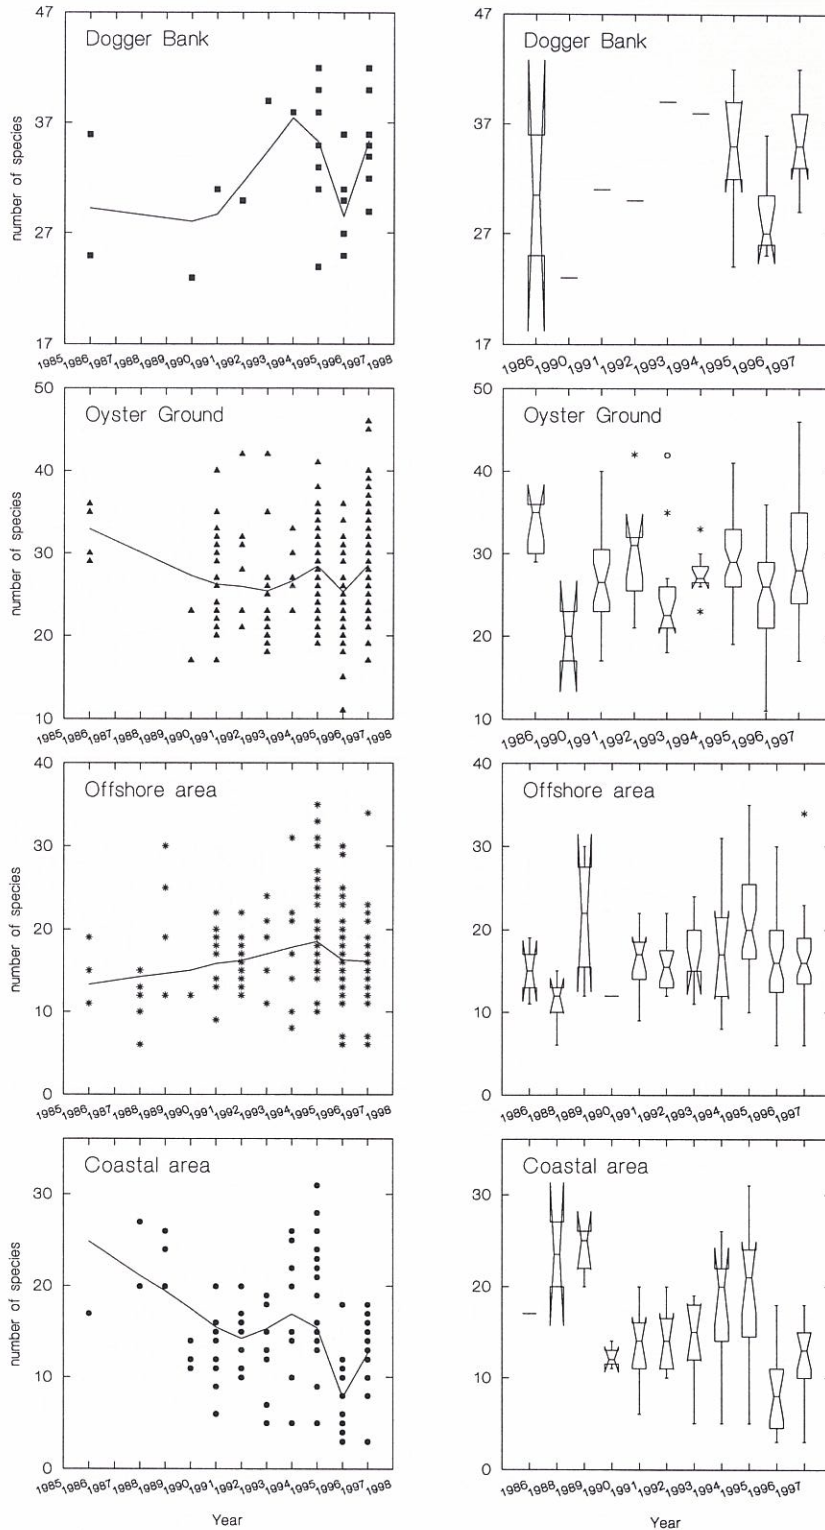 Dogger Bank
number of species
47
37
27
17
1985 1986 1987 1988 1989 1990 1991 1992 1993 1994 1995 1996 1997 1998
Dogger Bank
47
37
27
17
1986 1990 1991 1992 1993 1994 1995 1996 1997
Oyster Ground
number of species
50
40
30
20
10
1985 1986 1987 1988 1989 1990 1991 1992 1993 1994 1995 1996 1997 1998
Oyster Ground
50
40
30
20
10
1986 1990 1991 1992 1993 1994 1995 1996 1997
Offshore area
number of species
40
30
20
10
0
1985 1986 1987 1988 1989 1990 1991 1992 1993 1994 1995 1996 1997 1998
Offshore area
40
30
20
10
0
1986 1988 1989 1990 1991 1992 1993 1994 1995 1996 1997
Coastal area
number of species
30
20
10
0
1985 1986 1987 1988 1989 1990 1991 1992 1993 1994 1995 1996 1997 1998
Year
Coastal area
30
20
10
0
1986 1988 1989 1990 1991 1992 1993 1994 1995 1996 1997
Year